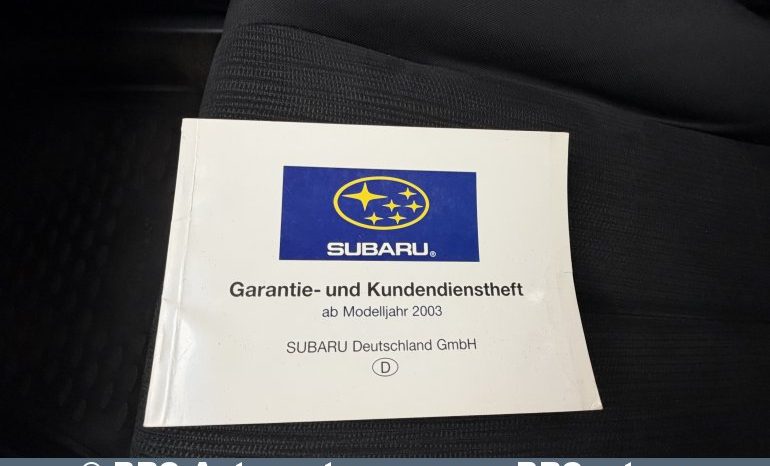 SUBARU®
Garantie- und Kundendienstheft
ab Modelljahr 2003
SUBARU Deutschland GmbH
D